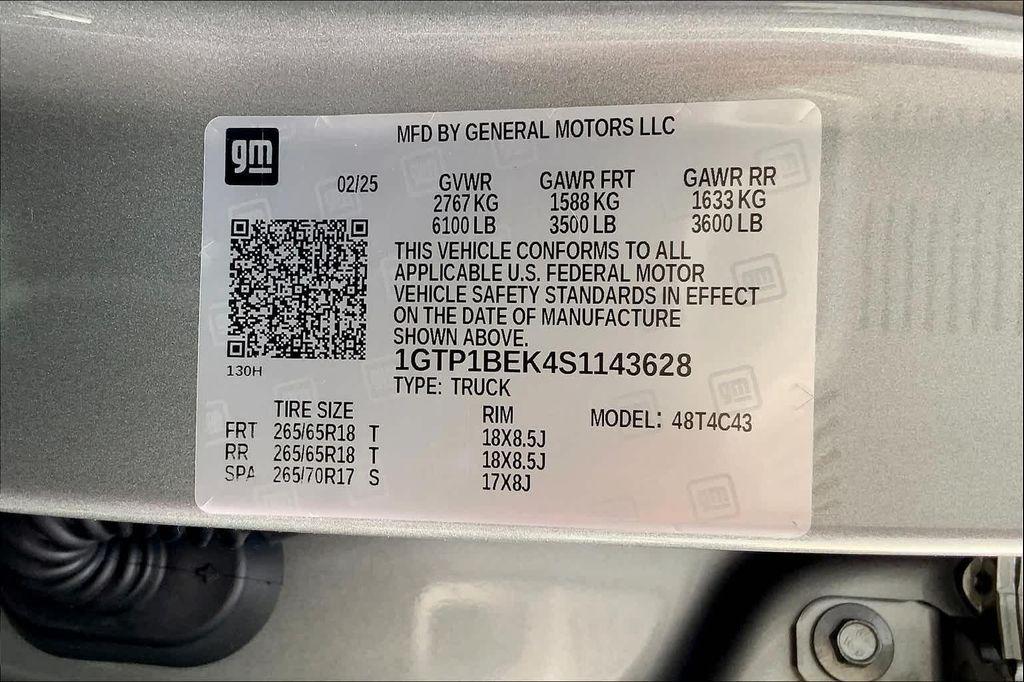 gm
MFD BY GENERAL MOTORS LLC
02/25
GVWR GAWR FRT GAWR RR
2767 KG 1588 KG 1633 KG
6100 LB 3500 LB 3600 LB
THIS VEHICLE CONFORMS TO ALL
APPLICABLE U.S. FEDERAL MOTOR
VEHICLE SAFETY STANDARDS IN EFFECT
ON THE DATE OF MANUFACTURE
SHOWN ABOVE.
1GTP1BEK4S1143628
130H
TYPE: TRUCK
TIRE SIZE RIM MODEL: 48T4C43
FRT 265/65R18 T 18X8.5J
RR 265/65R18 T 18X8.5J
SPA 265/70R17 S 17X8J